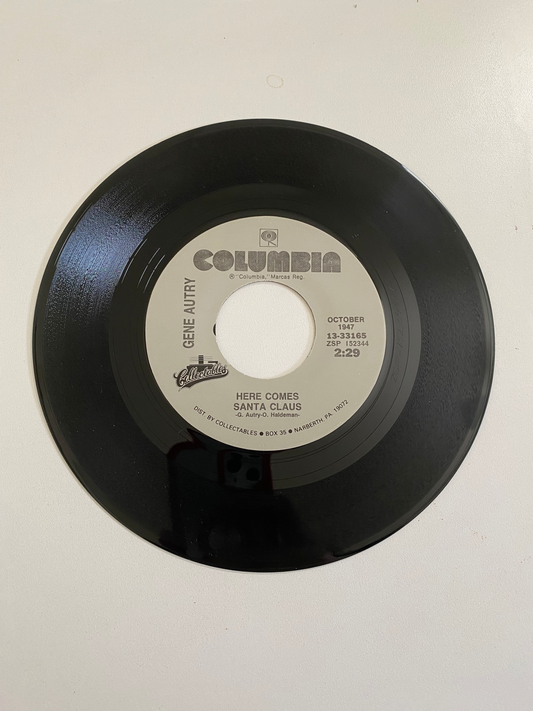 COLUMBIA
® "Columbia," Marcas Reg.
GENE AUTRY
OCTOBER
1947
13-33165
ZSP 152344
2:29
Collectables
HERE COMES
SANTA CLAUS
-G. Autry-O. Haldeman-
DIST. BY COLLECTABLES ● BOX 35 ● NARBERTH PA 19072